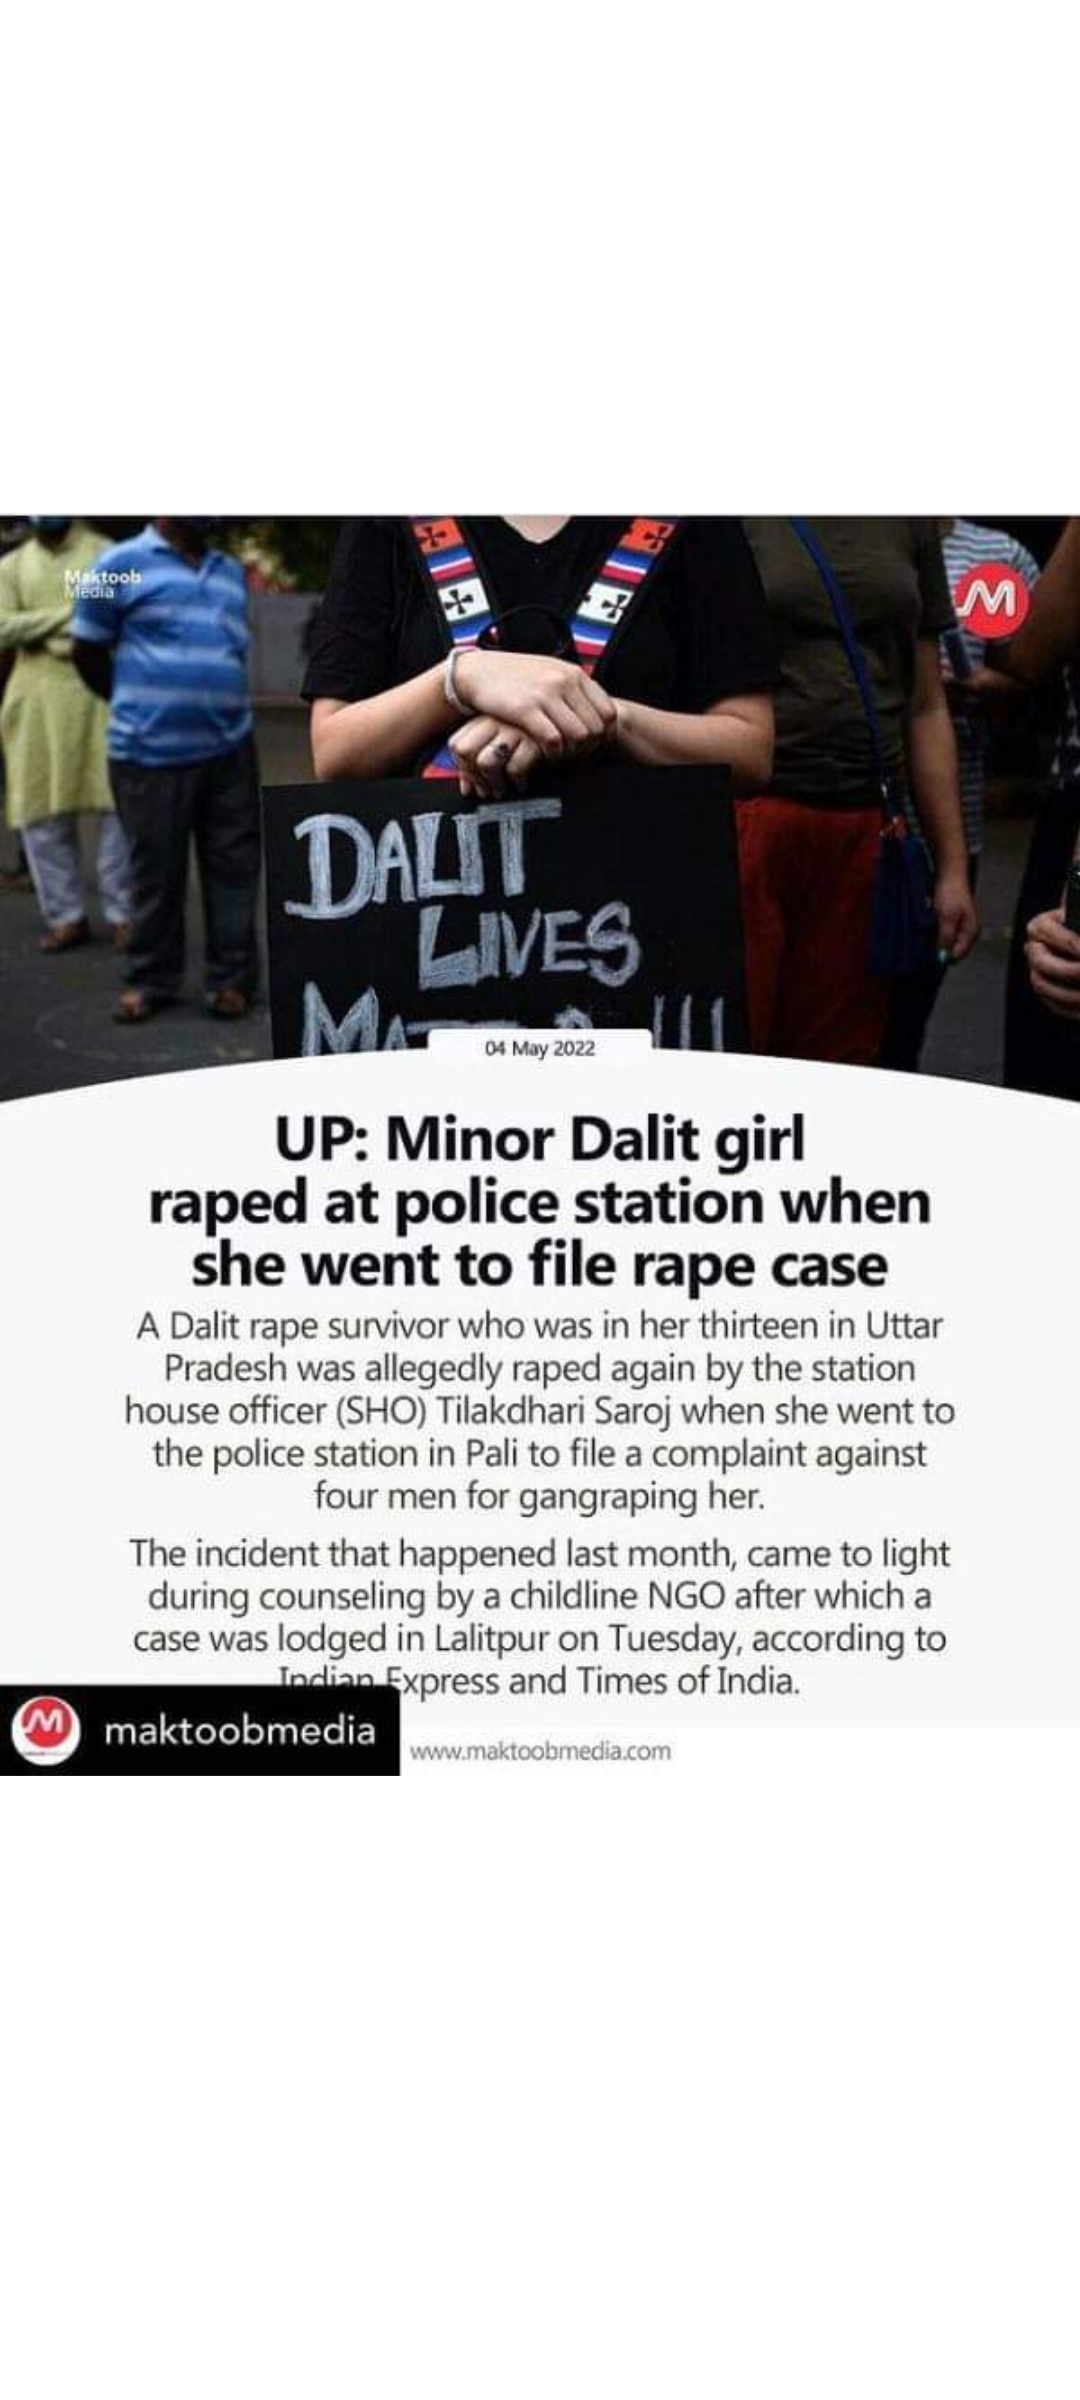 Maktoob
Media
M
DALIT
LIVES
04 May 2022
UP: Minor Dalit girl
raped at police station when
she went to file rape case
A Dalit rape survivor who was in her thirteen in Uttar
Pradesh was allegedly raped again by the station
house officer (SHO) Tilakdhari Saroj when she went to
the police station in Pali to file a complaint against
four men for gangraping her.
The incident that happened last month, came to light
during counseling by a childline NGO after which a
case was lodged in Lalitpur on Tuesday, according to
Indian Express and Times of India.
M maktoobmedia
www.maktoobmedia.com